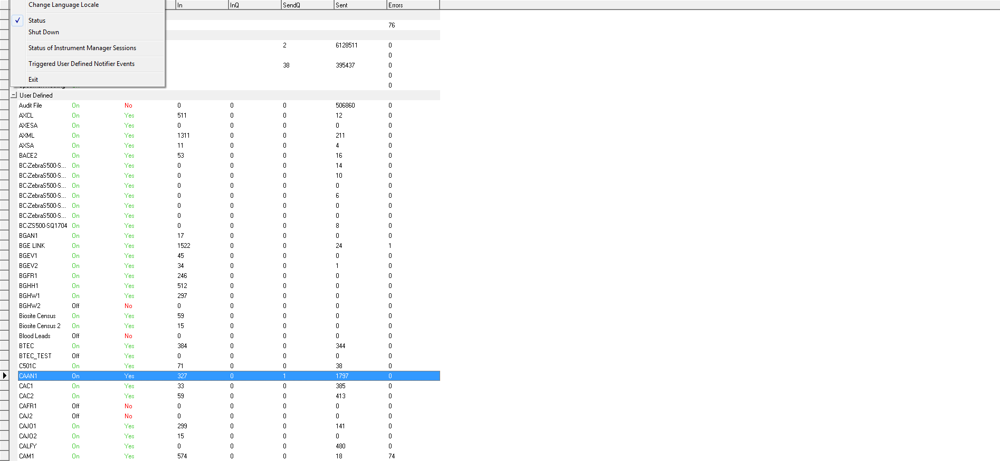 Change Language Locale
In InQ SendQ Sent Errors
Status
76
Shut Down
2 6128511 0
Status of Instrument Manager Sessions
0
Triggered User Defined Notifier Events
38 395437 0
0
Exit
0
User Defined
Audit File On No 0 0 0 506860 0
AXCL On Yes 511 0 0 12 0
AXESA On Yes 0 0 0 0 0
AXML On Yes 1311 0 0 211 0
AXSA On Yes 11 0 0 4 0
BACE2 On Yes 53 0 0 16 0
BC-ZebraS500-S... On Yes 0 0 0 14 0
BC-ZebraS500-S... On Yes 0 0 0 10 0
BC-ZebraS500-S... On Yes 0 0 0 0 0
BC-ZebraS500-S... On Yes 0 0 0 6 0
BC-ZebraS500-S... On Yes 0 0 0 0 0
BC-ZebraS500-S... On Yes 0 0 0 0 0
BC-ZS500-SQ1704 On Yes 0 0 0 8 0
BGAN1 On Yes 17 0 0 0 0
BGE LINK On Yes 1522 0 0 24 1
BGEV1 On Yes 45 0 0 0 0
BGEV2 On Yes 34 0 0 1 0
BGFR1 On Yes 246 0 0 0 0
BGHH1 On Yes 512 0 0 0 0
BGHW1 On Yes 297 0 0 0 0
BGHW2 Off No 0 0 0 0 0
Biosite Census On Yes 59 0 0 0 0
Biosite Census 2 On Yes 15 0 0 0 0
Blood Leads Off No 0 0 0 0 0
BTEC On Yes 384 0 0 344 0
BTEC_TEST Off Yes 0 0 0 0 0
C501C On Yes 71 0 0 38 0
CAAN1 On Yes 327 0 1 1797 0
CAC1 On Yes 33 0 0 385 0
CAC2 On Yes 59 0 0 413 0
CAFR1 Off No 0 0 0 0 0
CAJ2 Off No 0 0 0 0 0
CAJO1 On Yes 299 0 0 141 0
CAJO2 On Yes 15 0 0 0 0
CALFY On Yes 0 0 0 480 0
CAM1 On Yes 574 0 0 18 74